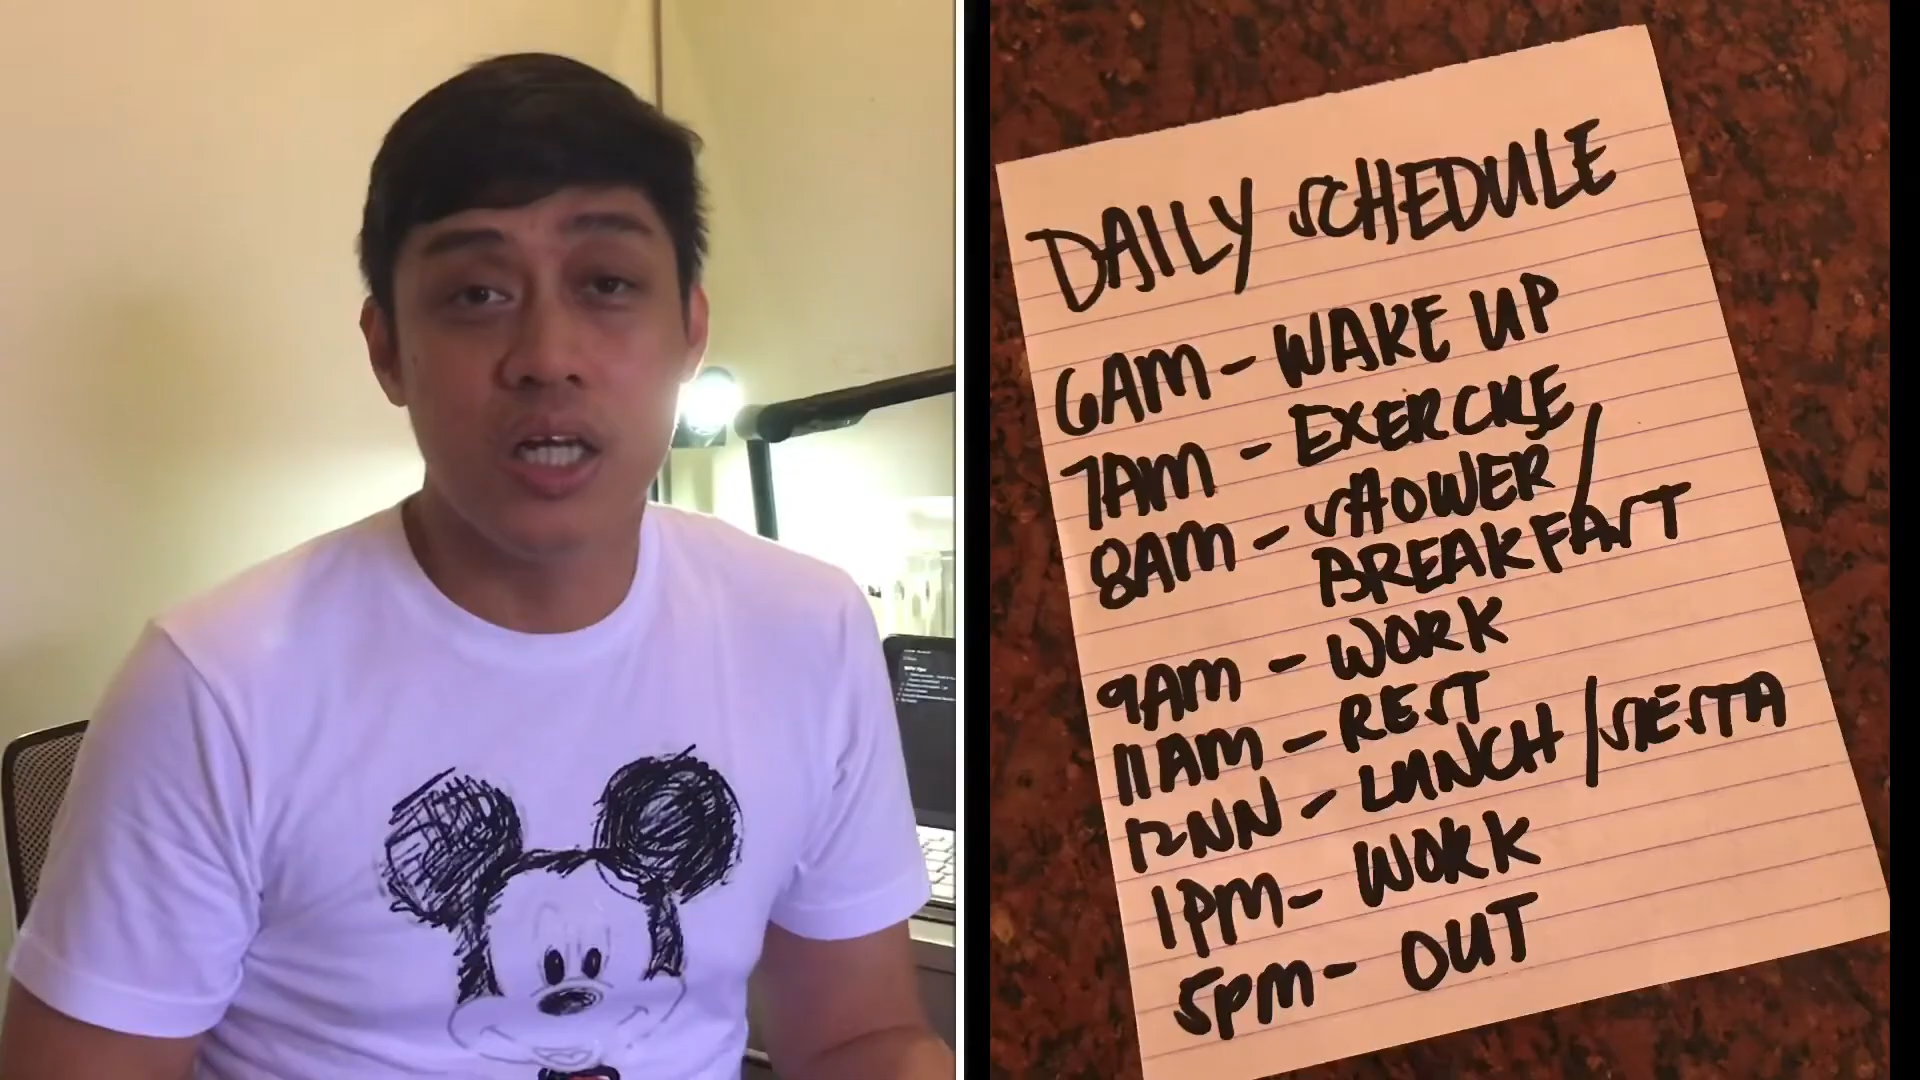 DAILY SCHEDULE
6AM - WAKE UP
7AM - EXERCISE
8AM - SHOWER /
BREAKFAST
9AM - WORK
11AM - REST
12NN - LUNCH / SIESTA
1PM - WORK
5PM - OUT